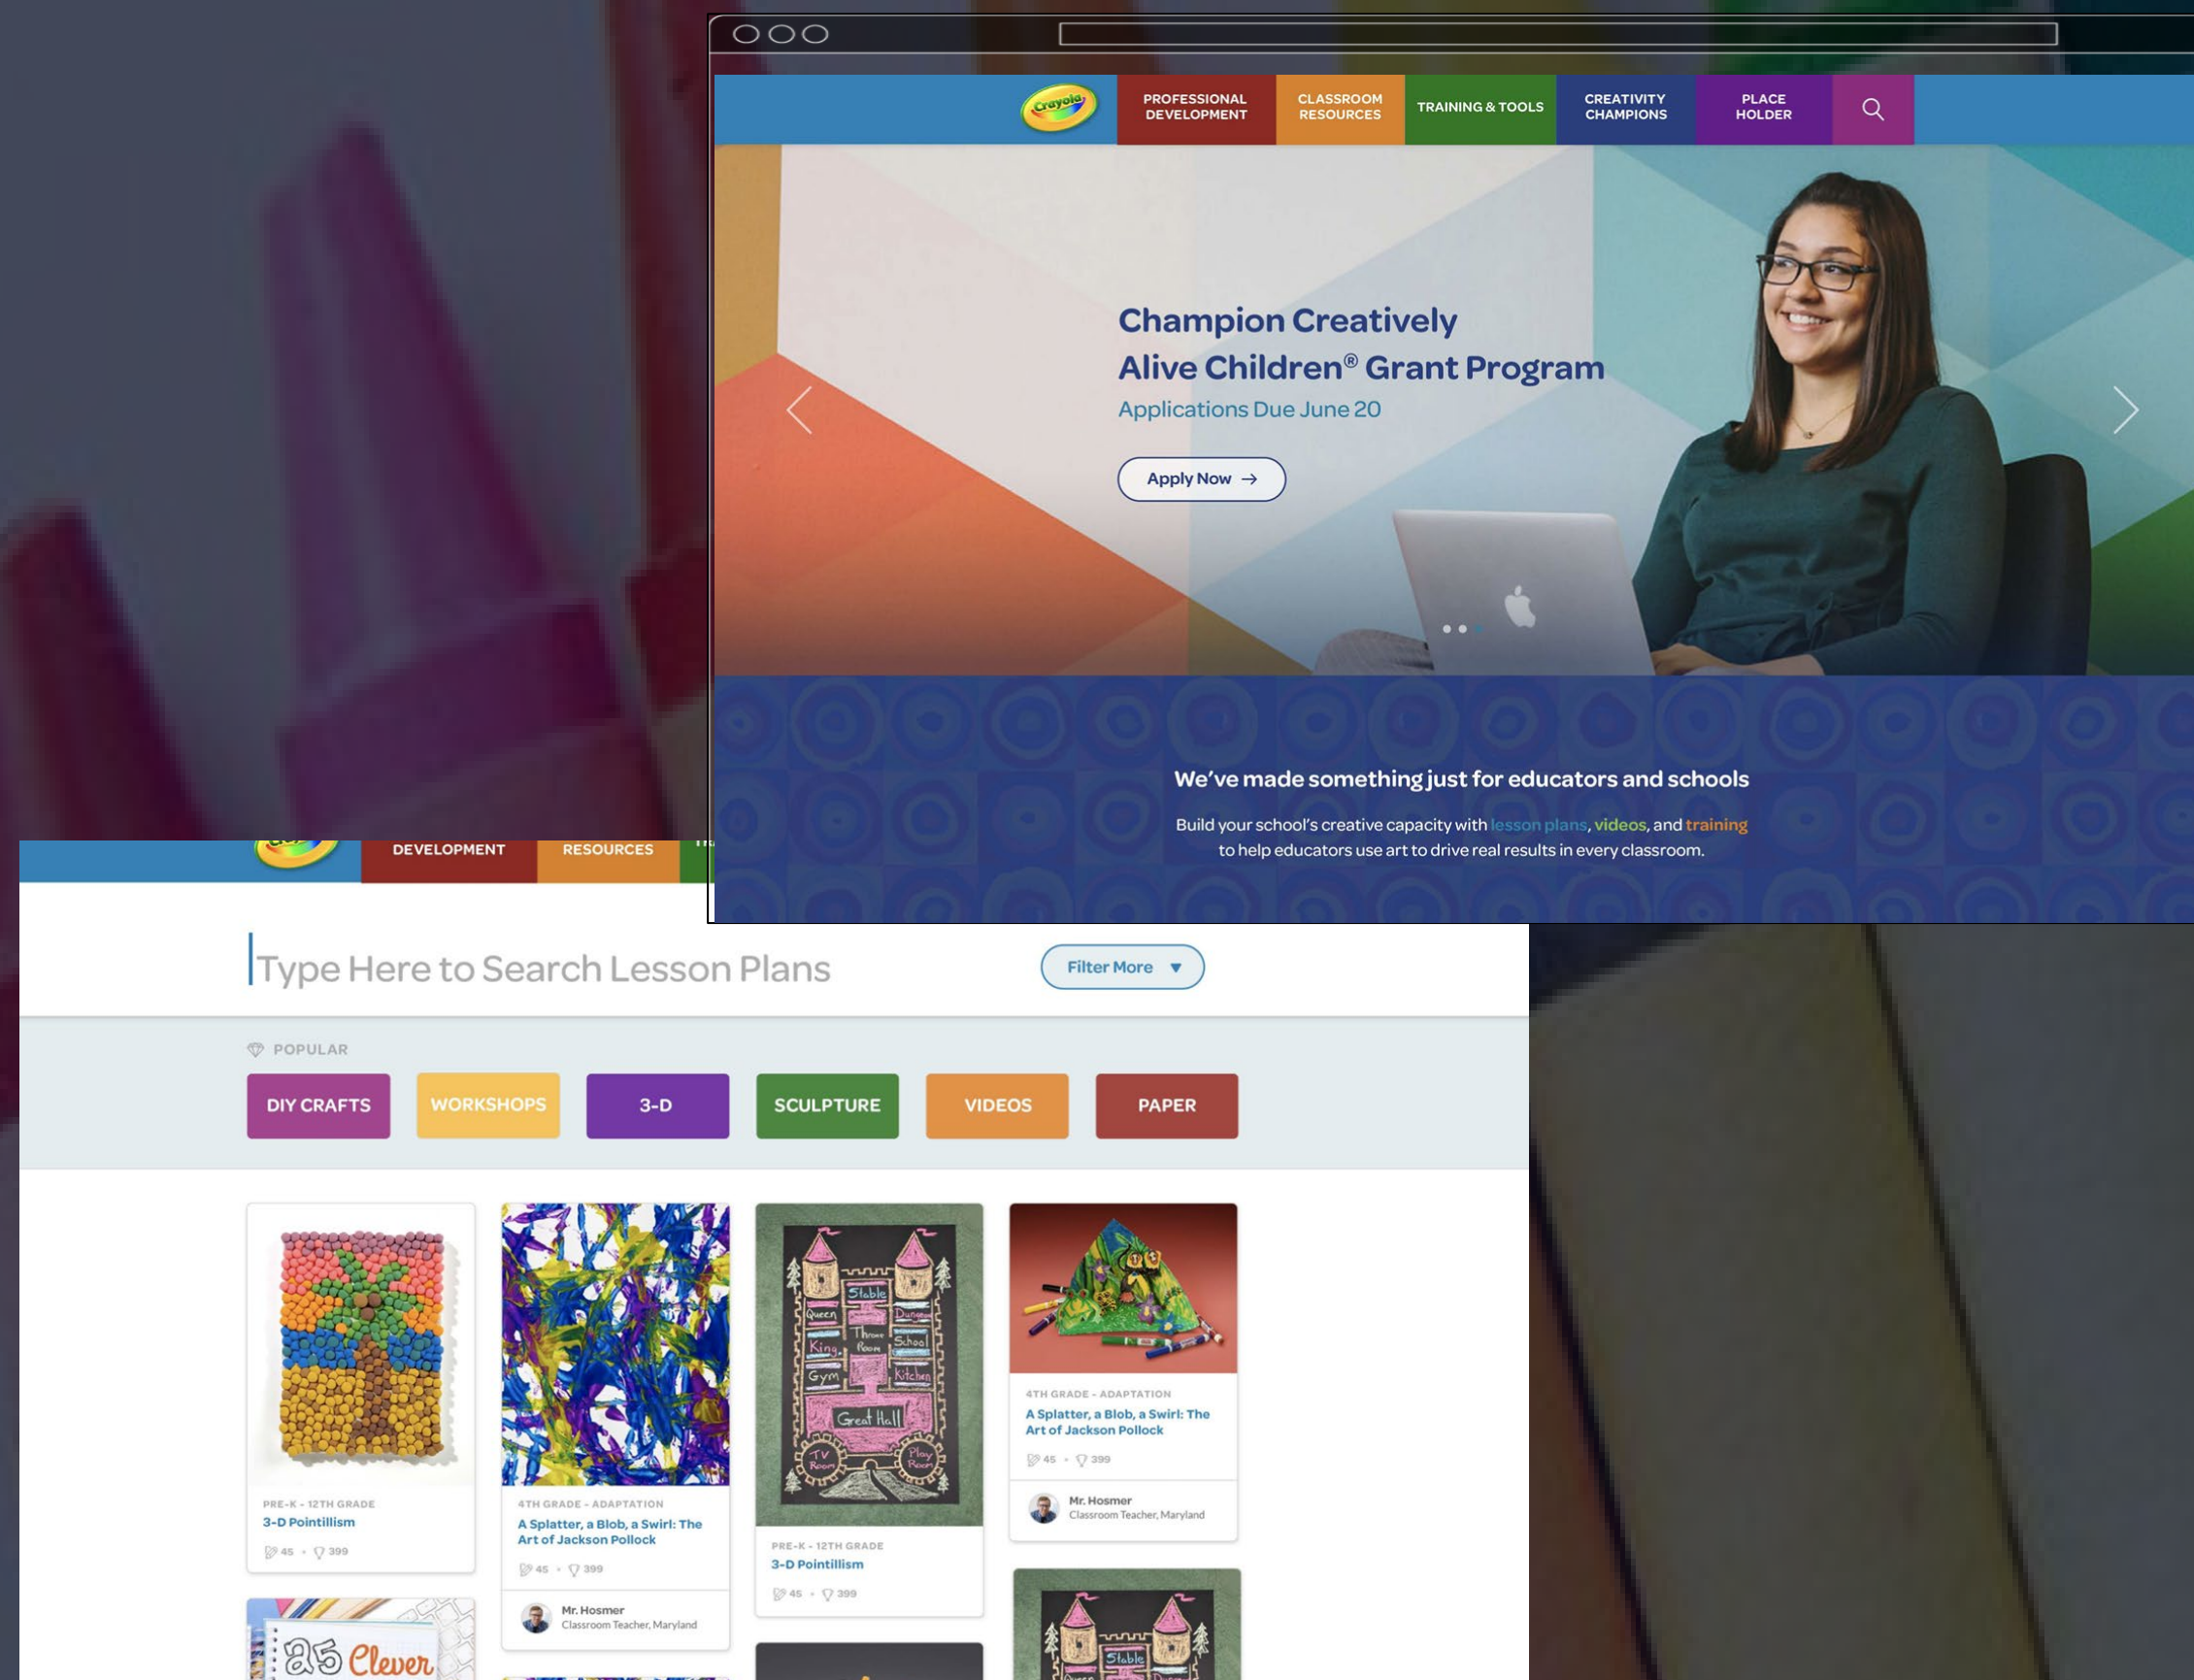 Crayola
PROFESSIONAL
DEVELOPMENT
CLASSROOM
RESOURCES
TRAINING & TOOLS
CREATIVITY
CHAMPIONS
PLACE
HOLDER
Champion Creatively
Alive Children® Grant Program
Applications Due June 20
Apply Now →
We've made something just for educators and schools
Build your school's creative capacity with lesson plans, videos, and training
to help educators use art to drive real results in every classroom.
DEVELOPMENT
RESOURCES
Type Here to Search Lesson Plans
Filter More ▼
POPULAR
DIY CRAFTS
WORKSHOPS
3-D
SCULPTURE
VIDEOS
PAPER
PRE-K - 12TH GRADE
3-D Pointillism
45 • 399
25 Clever
4TH GRADE - ADAPTATION
A Splatter, a Blob, a Swirl: The
Art of Jackson Pollock
45 • 399
Mr. Hosmer
Classroom Teacher, Maryland
Stable
Queen
Throne
Room
King
School
Gym
Kitchen
Great Hall
TV
Room
Play
Room
PRE-K - 12TH GRADE
3-D Pointillism
45 • 399
4TH GRADE - ADAPTATION
A Splatter, a Blob, a Swirl: The
Art of Jackson Pollock
45 • 399
Mr. Hosmer
Classroom Teacher, Maryland
Stable